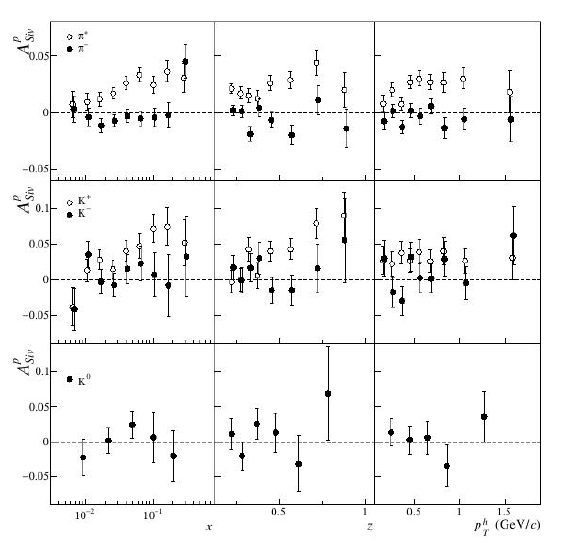 A^p_Siv
π⁺
π⁻
0.05
0
−0.05
A^p_Siv
K⁺
K⁻
0.1
0.05
0
−0.05
A^p_Siv
K⁰
0.1
0.05
0
−0.05
10⁻² 10⁻¹ 0.5 1 0.5 1 1.5
x z p^h_T (GeV/c)